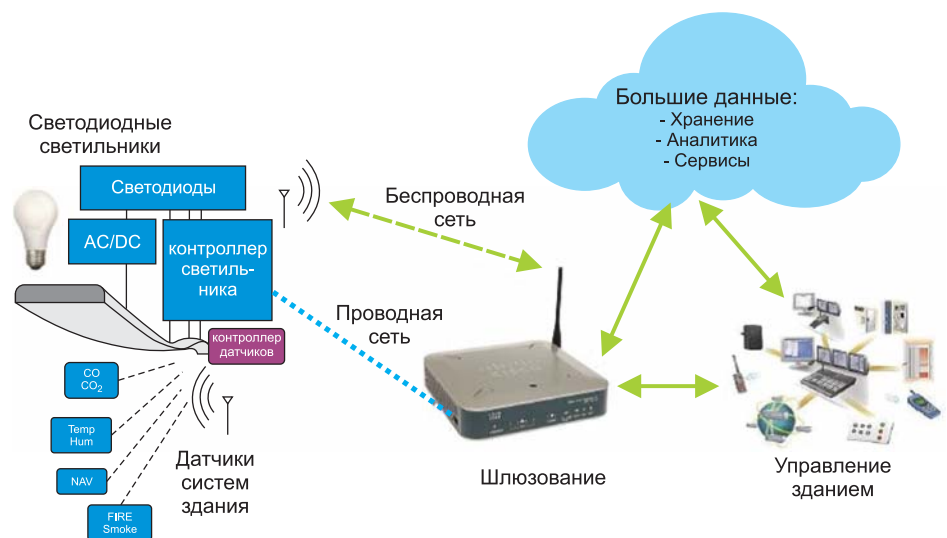 Большие данные:
- Хранение
- Аналитика
- Сервисы
Светодиодные
светильники
Светодиоды
AC/DC
контроллер
светиль-
ника
контроллер
датчиков
Беспроводная
сеть
Проводная
сеть
CO
CO₂
Temp
Hum
NAV
FIRE
Smoke
Датчики
систем
здания
Шлюзование
Управление
зданием